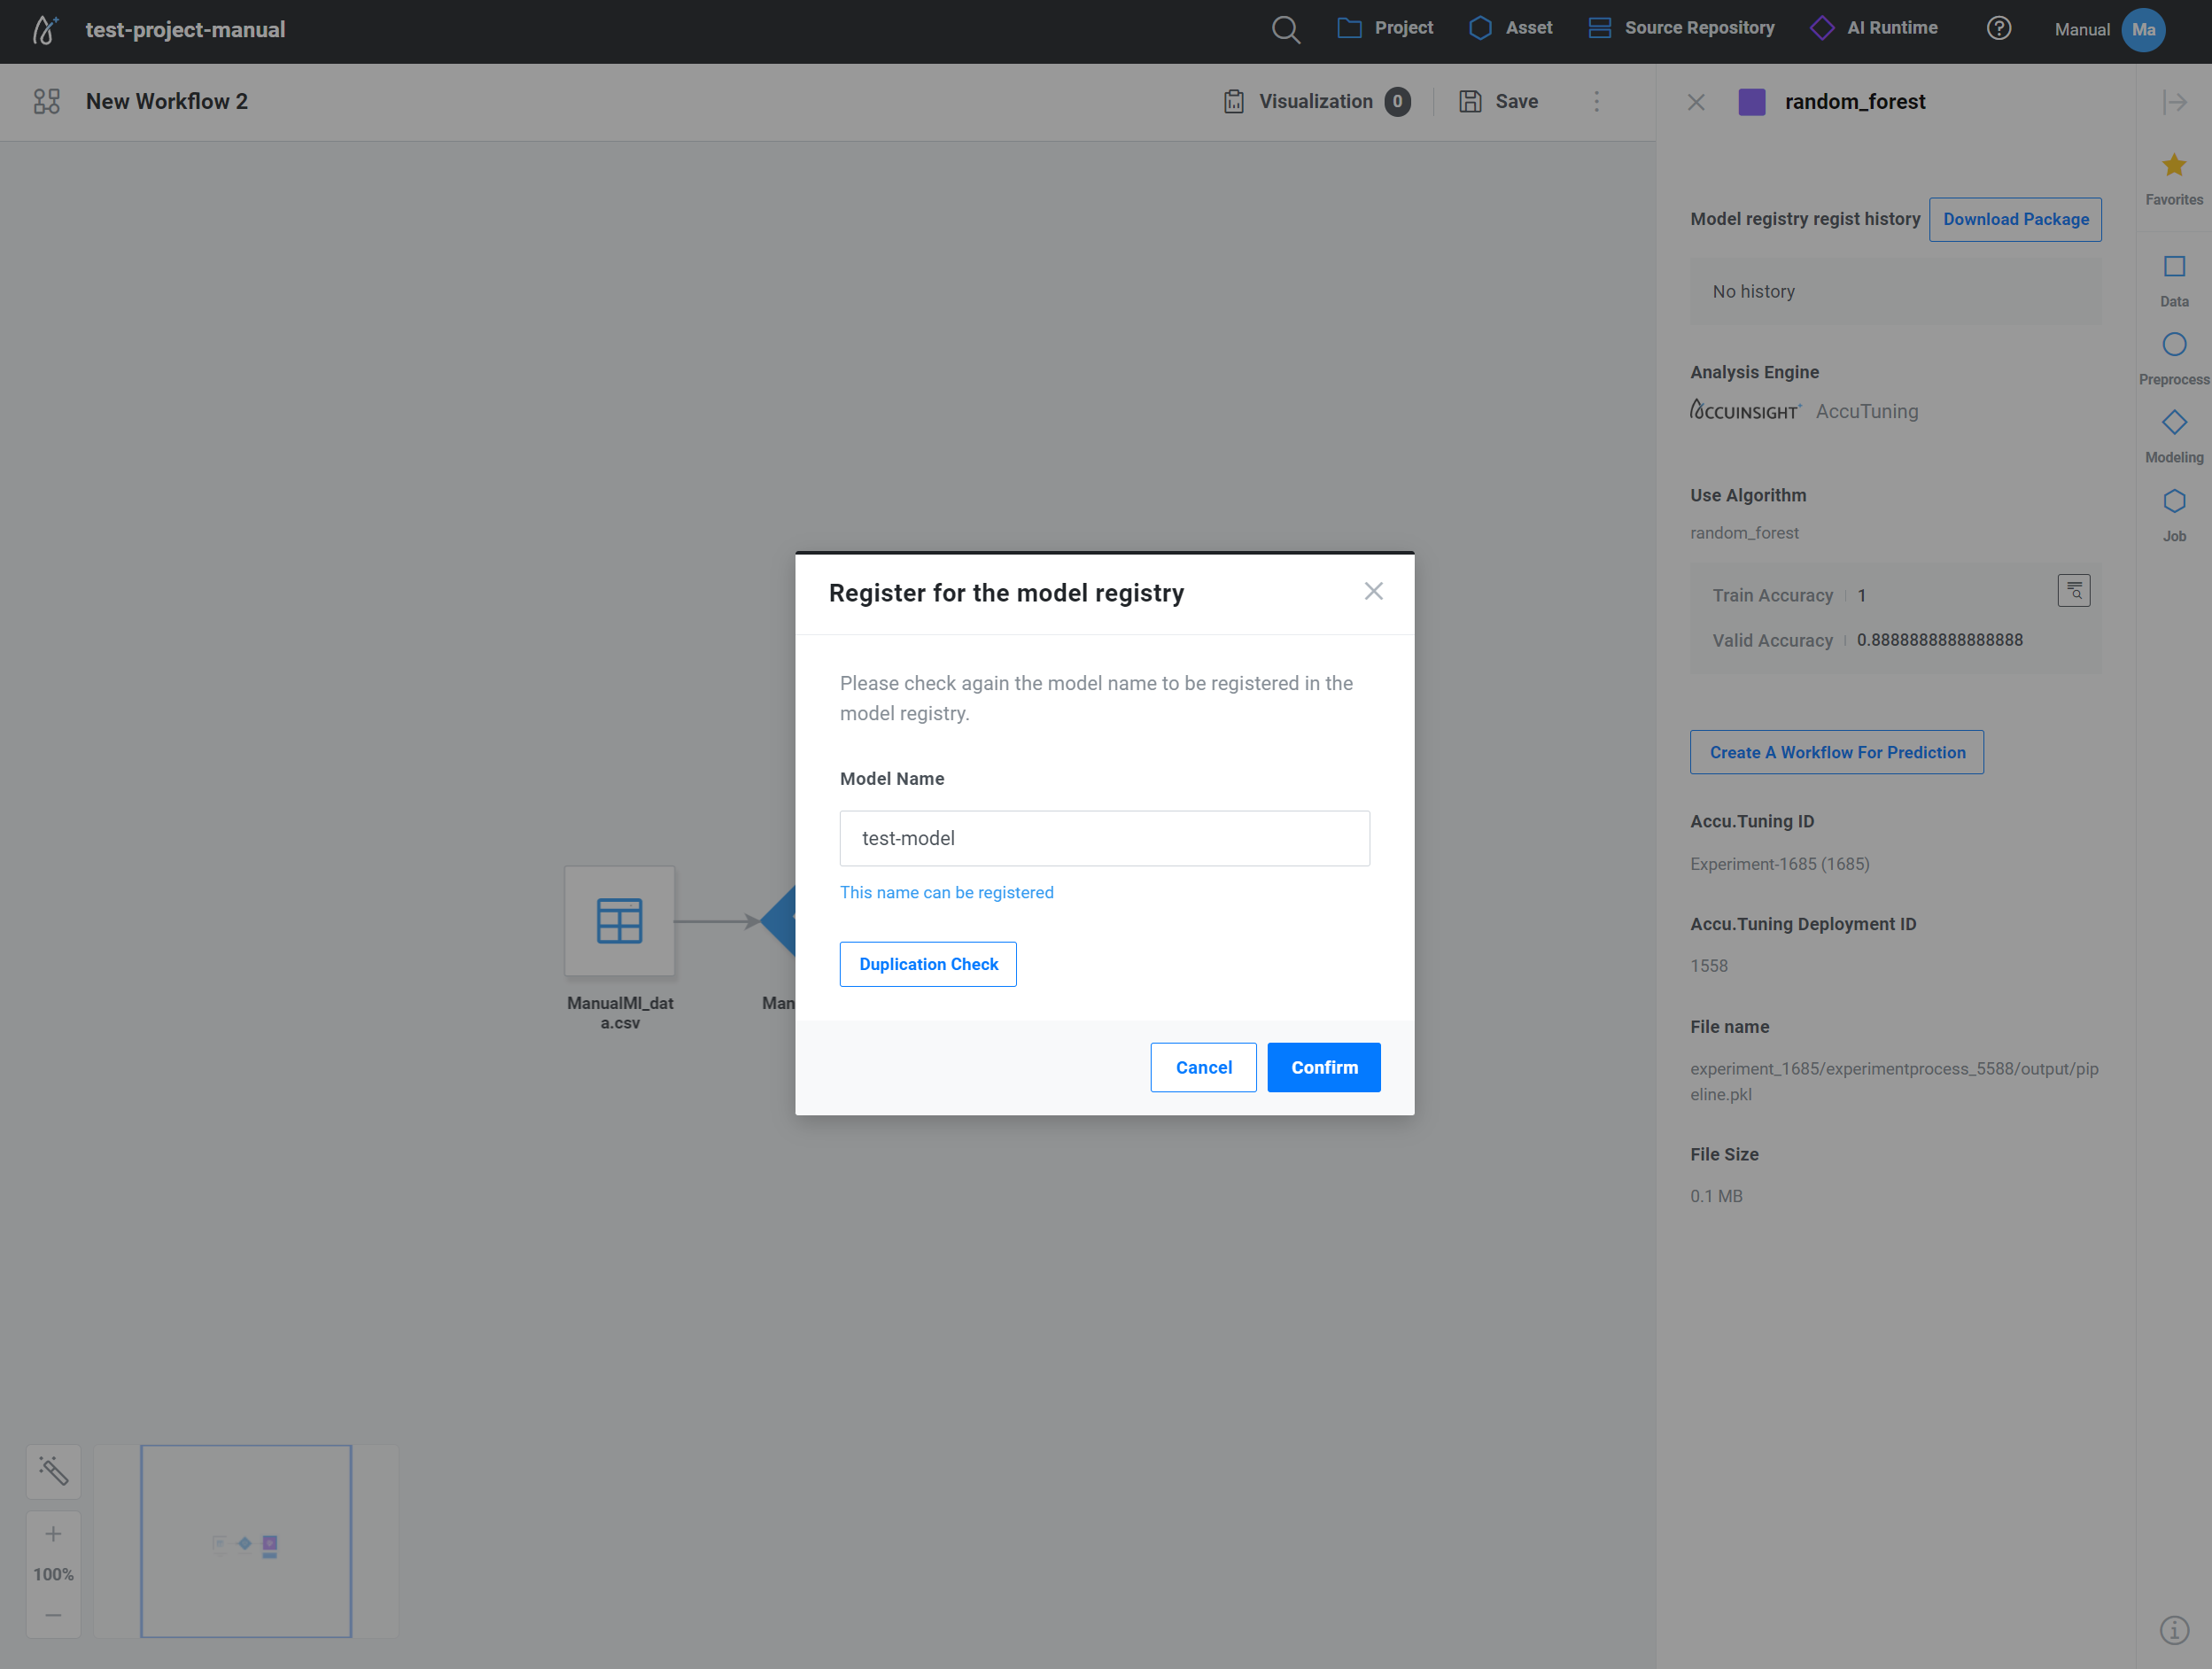 test-project-manual
Project
Asset
Source Repository
AI Runtime
Manual
Ma
New Workflow 2
Visualization 0
Save
random_forest
Favorites
Model registry regist history
Download Package
No history
Data
Preprocess
Analysis Engine
ACCUINSIGHT+ AccuTuning
Modeling
Use Algorithm
random_forest
Job
Train Accuracy 1
Valid Accuracy 0.8888888888888888
Create A Workflow For Prediction
Accu.Tuning ID
Experiment-1685 (1685)
Accu.Tuning Deployment ID
1558
File name
experiment_1685/experimentprocess_5588/output/pip
eline.pkl
File Size
0.1 MB
Register for the model registry
Please check again the model name to be registered in the
model registry.
Model Name
test-model
This name can be registered
Duplication Check
Cancel
Confirm
ManualMl_dat
a.csv
Man
100%